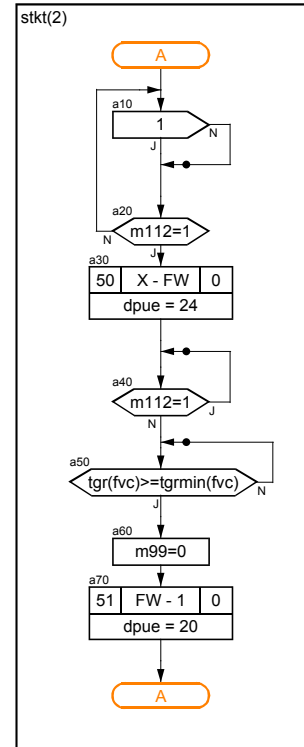 stkt(2)
A
a10
1
N
J
a20
m112=1
N
J
a30
50 X - FW 0
dpue = 24
a40
m112=1
J
N
a50
tgr(fvc)>=tgrmin(fvc)
N
J
a60
m99=0
a70
51 FW - 1 0
dpue = 20
A